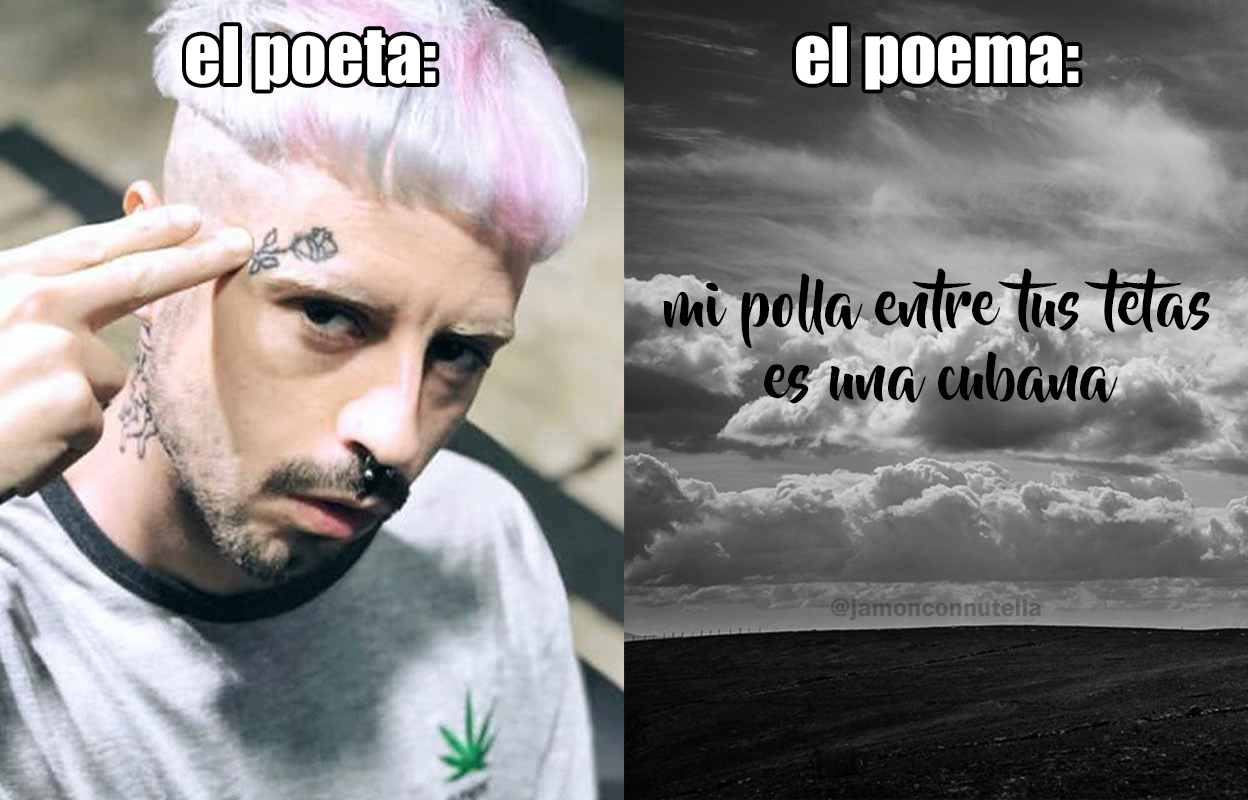 el poeta:
el poema:
mi polla entre tus tetas
es una cubana
@jamonconnutella